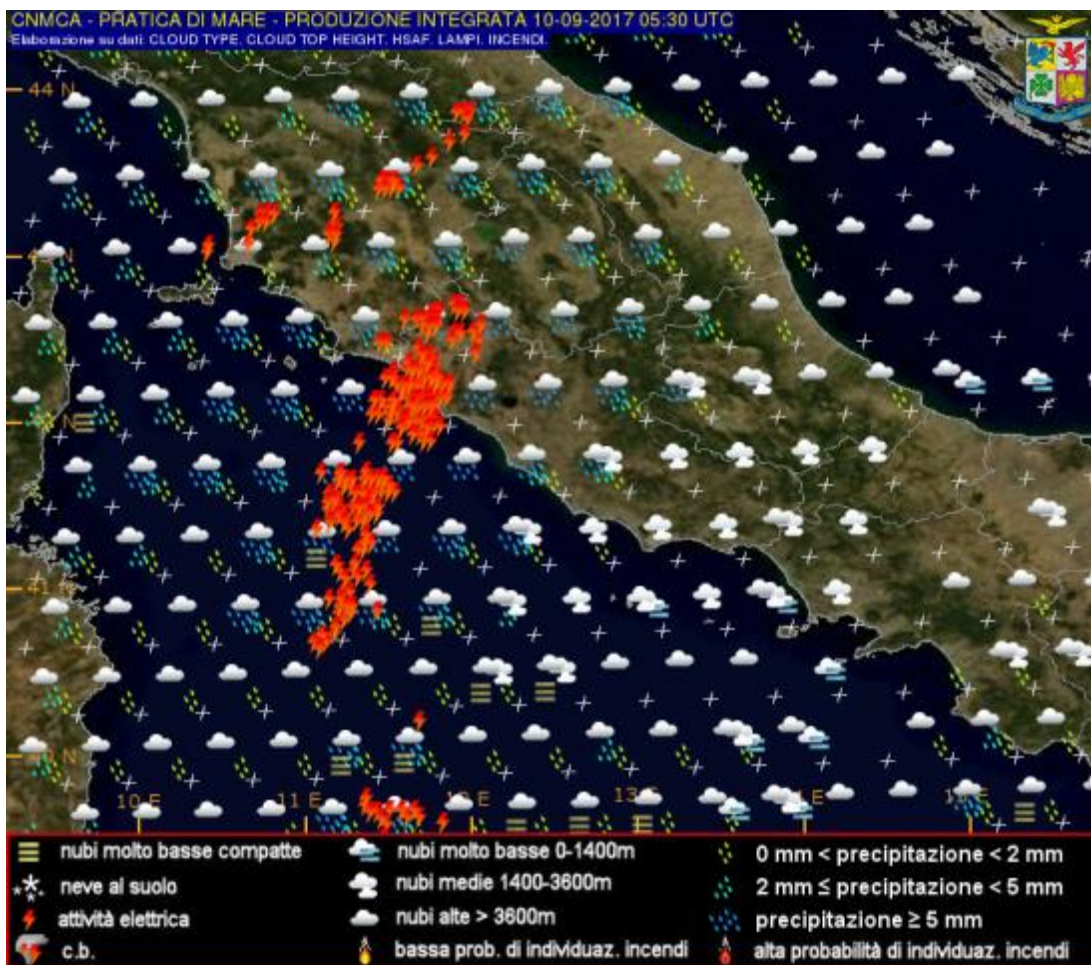 CNMCA - PRATICA DI MARE - PRODUZIONE INTEGRATA 10-09-2017 05:30 UTC
Elaborazione su dati: CLOUD TYPE, CLOUD TOP HEIGHT, HSAF, LAMPI, INCENDI.
44 N
N
N
41 N
N
10 E
11 E
E
13
E
1
nubi molto basse compatte
nubi molto basse 0-1400m
0 mm < precipitazione < 2 mm
neve al suolo
nubi medie 1400-3600m
2 mm ≤ precipitazione < 5 mm
attività elettrica
nubi alte > 3600m
precipitazione ≥ 5 mm
c.b.
bassa prob. di individuaz. incendi
alta probabilità di individuaz. incendi